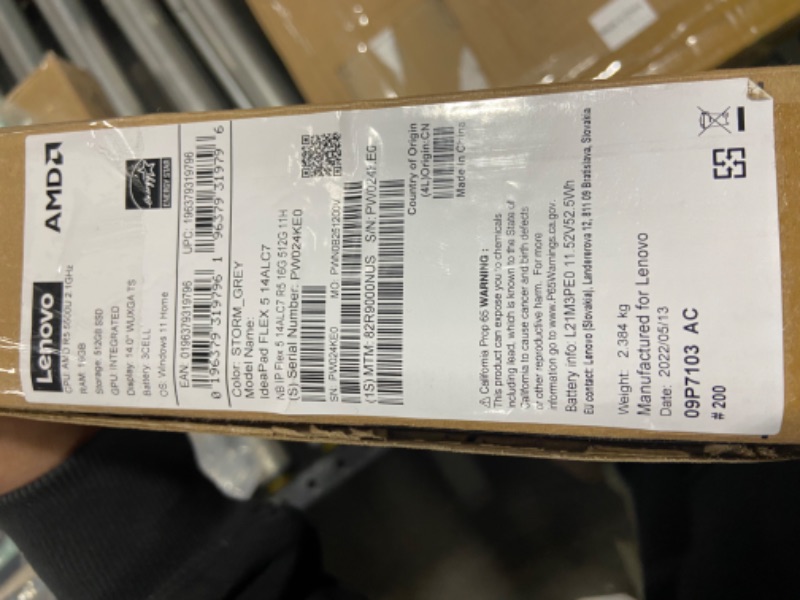 Lenovo
AMD
CPU: AMD R5-5500U 2.1GHz
RAM: 16GB
Storage: 512GB SSD
GPU: INTEGRATED
Display: 14.0" WUXGA TS
Battery: 3CELL
OS: Windows 11 Home
ENERGY STAR
EAN: 0196379319796
UPC: 196379319796
0 196379 319796
1 96379 31979 6
Color: STORM_GREY
Model Name:
IdeaPad FLEX 5 14ALC7
NB IP Flex 5 14ALC7 R5 16G 512G 11H
(S) Serial Number: PW024KE0
SN: PW024KE0
(1S)MTM: 82R9000NUS S/N:
Country of Origin
(4L)Origin:CN
Made in China
⚠ California Prop 65 WARNING :
This product can expose you to chemicals
including lead, which is known to the State of
California to cause cancer and birth defects
or other reproductive harm. For more
information go to www.P65Warnings.ca.gov.
Battery info: L21M3PE0 11.52V52.5Wh
EU contact: Lenovo (Slovakia), Landererova 12, 811 09 Bratislava, Slovakia
Weight: 2.384 kg
Manufactured for Lenovo
Date: 2022/05/13
09P7103 AC
#200